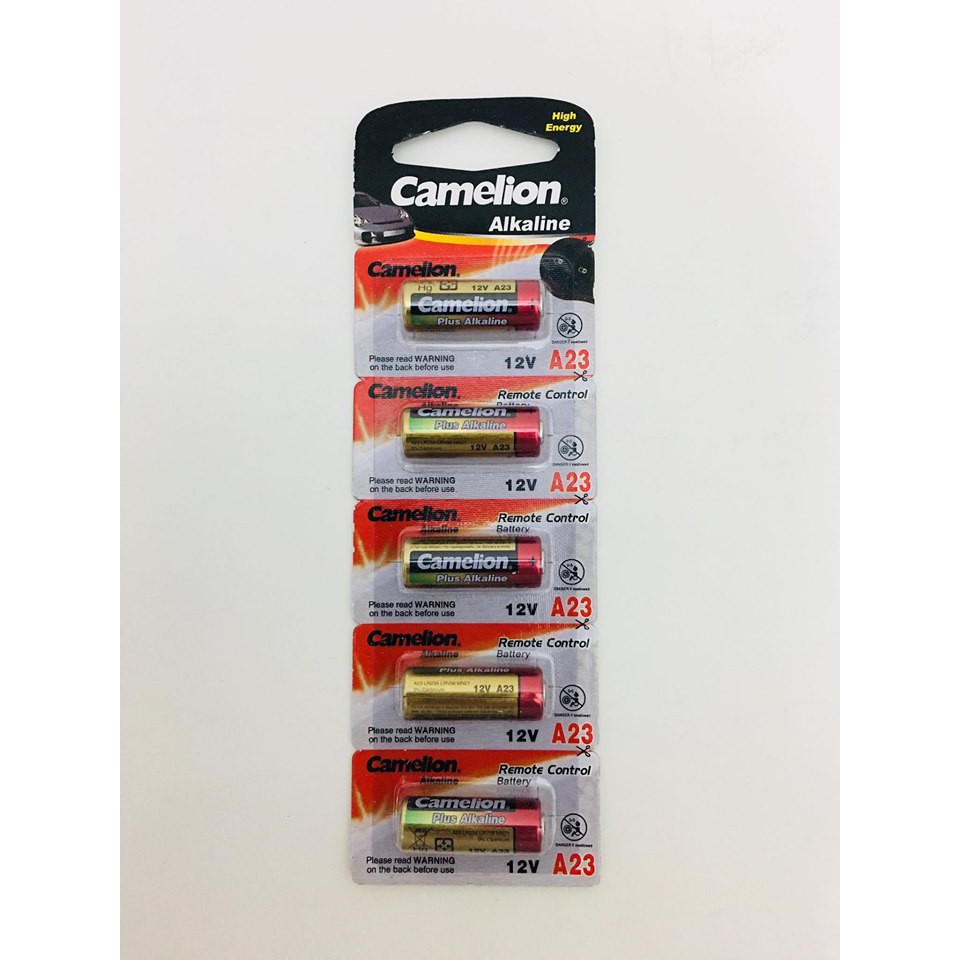 High
Energy
Camelion®
Alkaline
Camelion®
Hg 12V A23
Camelion®
Plus Alkaline
Please read WARNING
on the back before use
12V A23
Camelion®
Remote Control
Alkaline Battery
Camelion
Plus Alkaline
12V A23
Please read WARNING
on the back before use
12V A23
Camelion®
Remote Control
Alkaline Battery
Camelion®
Plus Alkaline
Please read WARNING
on the back before use
12V A23
Camelion®
Remote Control
Alkaline Battery
Plus Alkaline
12V A23
Please read WARNING
on the back before use
12V A23
Camelion®
Remote Control
Alkaline Battery
Camelion®
Plus Alkaline
12V A23
Please read WARNING
on the back before use
12V A23